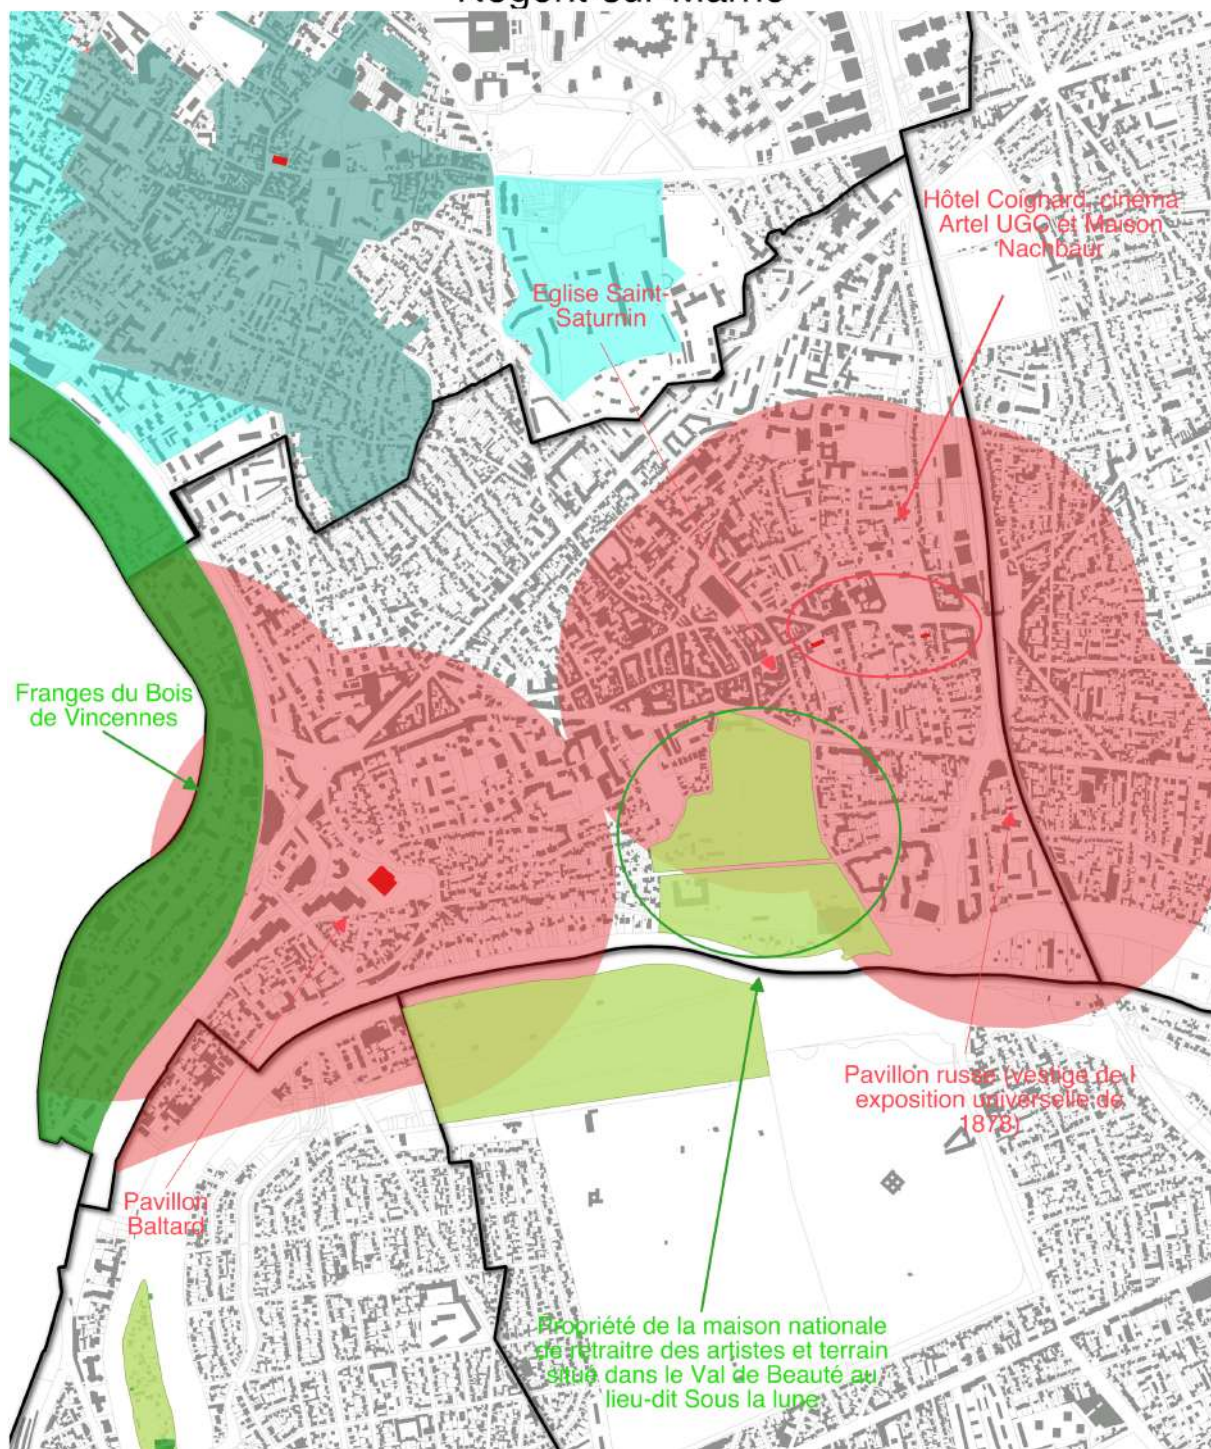 Hôtel Coignard, cinéma
Artel UGC et Maison
Nachbaur
Eglise Saint-
Saturnin
Franges du Bois
de Vincennes
Pavillon russe (vestige de l
exposition universelle de
1878)
Pavillon
Baltard
Propriété de la maison nationale
de retraitre des artistes et terrain
situé dans le Val de Beauté au
lieu-dit Sous la lune